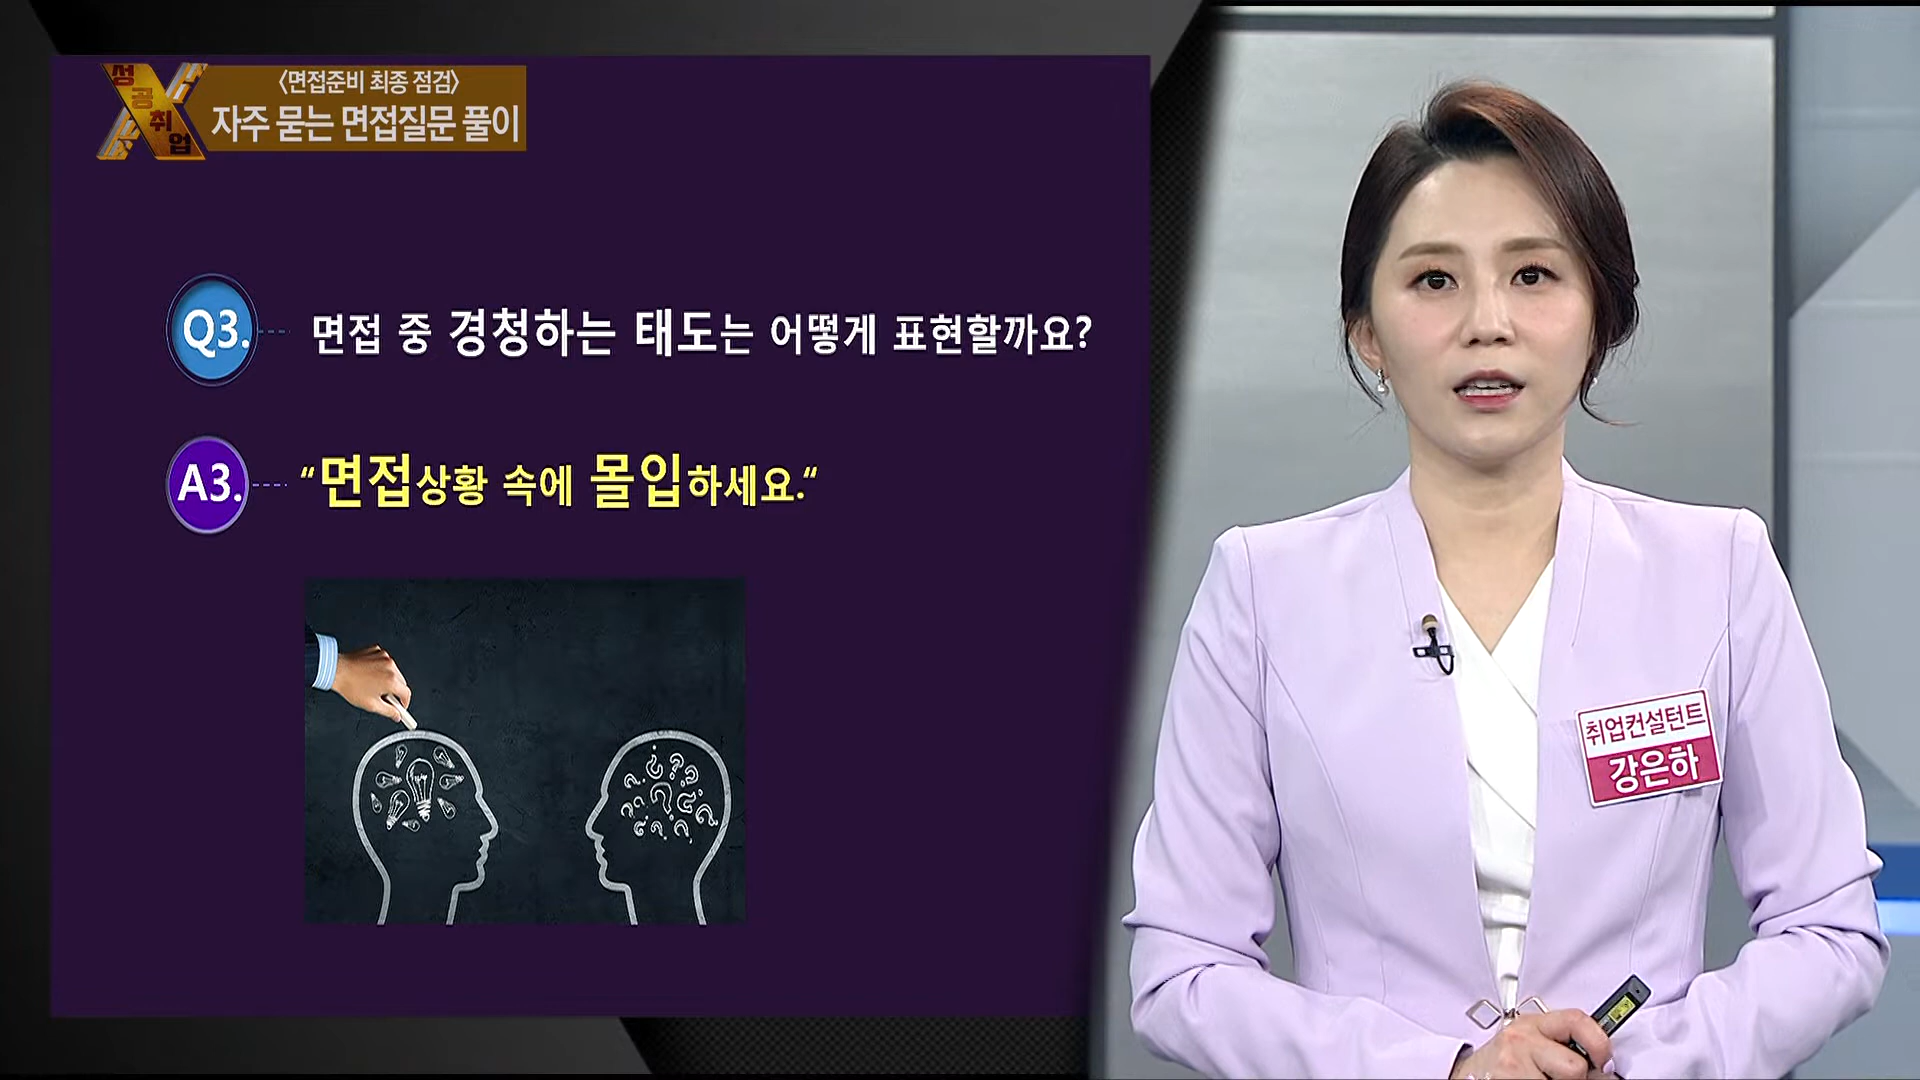 성공취업
<면접준비 최종 점검>
자주 묻는 면접질문 풀이
Q3. 면접 중 경청하는 태도는 어떻게 표현할까요?
A3. “면접상황 속에 몰입하세요.“
취업컨설턴트
강은하